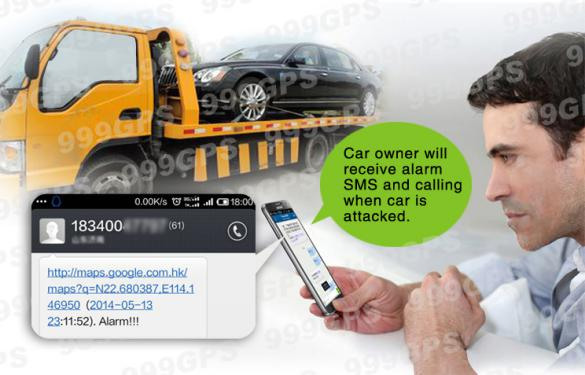 999GPS
Car owner will
receive alarm
SMS and calling
when car is
attacked.
0.00K/s 18:00
183400 (61)
http://maps.google.com.hk/
maps?q=N22.680387,E114.1
46950 (2014-05-13
23:11:52). Alarm!!!